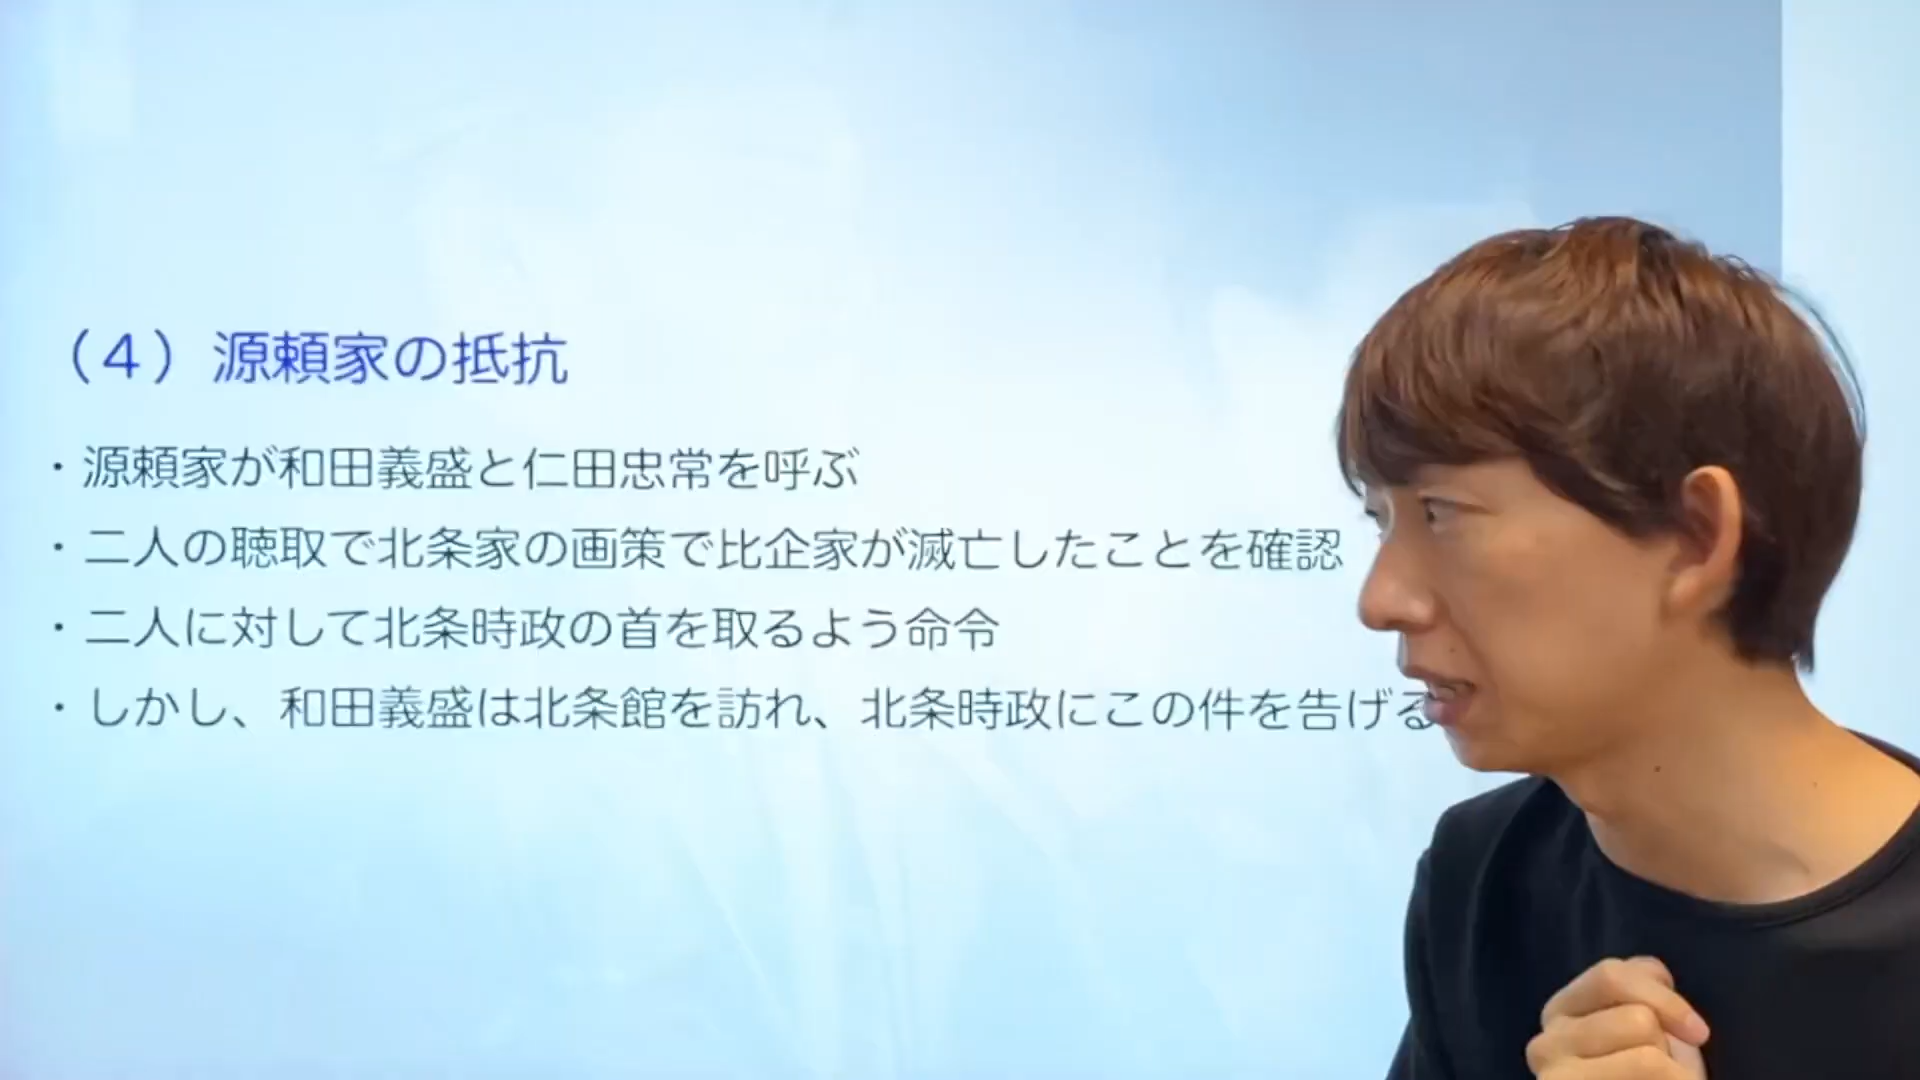 （４）源頼家の抵抗
・源頼家が和田義盛と仁田忠常を呼ぶ
・二人の聴取で北条家の画策で比企家が滅亡したことを確認
・二人に対して北条時政の首を取るよう命令
・しかし、和田義盛は北条館を訪れ、北条時政にこの件を告げる